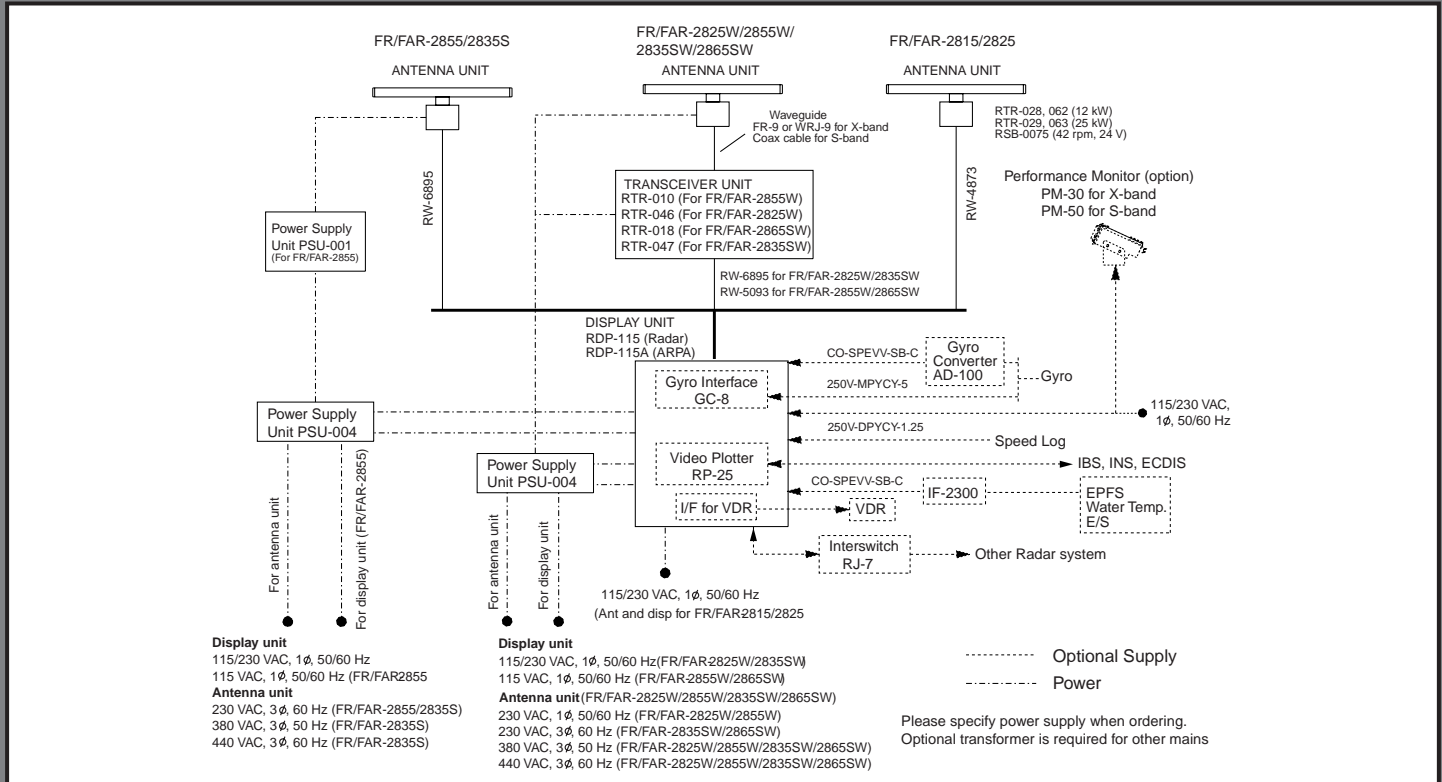 FR/FAR-2855/2835S
ANTENNA UNIT
FR/FAR-2825W/2855W/
2835SW/2865SW
ANTENNA UNIT
FR/FAR-2815/2825
ANTENNA UNIT
Waveguide
FR-9 or WRJ-9 for X-band
Coax cable for S-band
RTR-028, 062 (12 kW)
RTR-029, 063 (25 kW)
RSB-0075 (42 rpm, 24 V)
RW-6895
TRANSCEIVER UNIT
RTR-010 (For FR/FAR-2855W)
RTR-046 (For FR/FAR-2825W)
RTR-018 (For FR/FAR-2865SW)
RTR-047 (For FR/FAR-2835SW)
RW-4873
Performance Monitor (option)
PM-30 for X-band
PM-50 for S-band
Power Supply
Unit PSU-001
(For FR/FAR-2855)
RW-6895 for FR/FAR-2825W/2835SW
RW-5093 for FR/FAR-2855W/2865SW
DISPLAY UNIT
RDP-115 (Radar)
RDP-115A (ARPA)
CO-SPEVV-SB-C
Gyro
Converter
AD-100
Gyro
Gyro Interface
GC-8
250V-MPYCY-5
115/230 VAC,
1ø, 50/60 Hz
Power Supply
Unit PSU-004
250V-DPYCY-1.25
Speed Log
Video Plotter
RP-25
IBS, INS, ECDIS
Power Supply
Unit PSU-004
CO-SPEVV-SB-C
IF-2300
EPFS
Water Temp.
E/S
I/F for VDR
VDR
Interswitch
RJ-7
Other Radar system
For antenna unit
For display unit (FR/FAR-2855)
For antenna unit
For display unit
115/230 VAC, 1ø, 50/60 Hz
(Ant and disp for FR/FAR-2815/2825
Display unit
115/230 VAC, 1ø, 50/60 Hz
115 VAC, 1ø, 50/60 Hz (FR/FAR2855
Antenna unit
230 VAC, 3ø, 60 Hz (FR/FAR-2855/2835S)
380 VAC, 3ø, 50 Hz (FR/FAR-2835S)
440 VAC, 3ø, 60 Hz (FR/FAR-2835S)
Display unit
115/230 VAC, 1ø, 50/60 Hz(FR/FAR-2825W/2835SW)
115 VAC, 1ø, 50/60 Hz (FR/FAR-2855W/2865SW)
Antenna unit (FR/FAR-2825W/2855W/2835SW/2865SW)
230 VAC, 1ø, 50/60 Hz (FR/FAR-2825W/2855W)
230 VAC, 3ø, 60 Hz (FR/FAR-2835SW/2865SW)
380 VAC, 3ø, 50 Hz (FR/FAR-2825W/2855W/2835SW/2865SW)
440 VAC, 3ø, 60 Hz (FR/FAR-2825W/2855W/2835SW/2865SW)
Optional Supply
Power
Please specify power supply when ordering.
Optional transformer is required for other mains